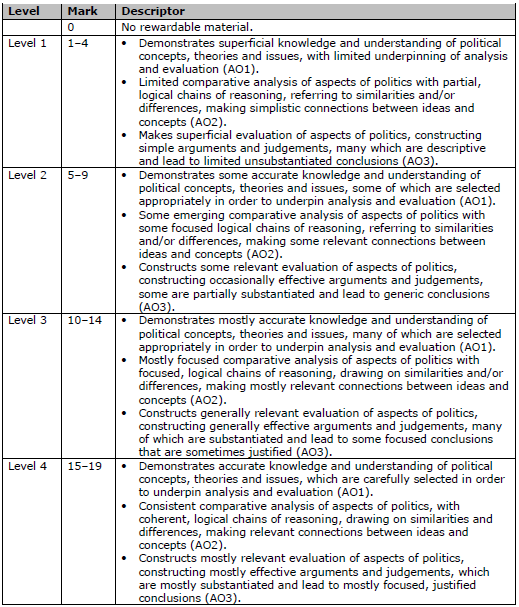 Level Mark Descriptor
0 No rewardable material.
Level 1 1–4 • Demonstrates superficial knowledge and understanding of political
concepts, theories and issues, with limited underpinning of analysis
and evaluation (AO1).
• Limited comparative analysis of aspects of politics with partial,
logical chains of reasoning, referring to similarities and/or
differences, making simplistic connections between ideas and
concepts (AO2).
• Makes superficial evaluation of aspects of politics, constructing
simple arguments and judgements, many which are descriptive
and lead to limited unsubstantiated conclusions (AO3).
Level 2 5–9 • Demonstrates some accurate knowledge and understanding of
political concepts, theories and issues, some of which are selected
appropriately in order to underpin analysis and evaluation (AO1).
• Some emerging comparative analysis of aspects of politics with
some focused logical chains of reasoning, referring to similarities
and/or differences, making some relevant connections between
ideas and concepts (AO2).
• Constructs some relevant evaluation of aspects of politics,
constructing occasionally effective arguments and judgements,
some are partially substantiated and lead to generic conclusions
(AO3).
Level 3 10–14 • Demonstrates mostly accurate knowledge and understanding of
political concepts, theories and issues, many of which are selected
appropriately in order to underpin analysis and evaluation (AO1).
• Mostly focused comparative analysis of aspects of politics with
focused, logical chains of reasoning, drawing on similarities and/or
differences, making mostly relevant connections between ideas and
concepts (AO2).
• Constructs generally relevant evaluation of aspects of politics,
constructing generally effective arguments and judgements, many
of which are substantiated and lead to some focused conclusions
that are sometimes justified (AO3).
Level 4 15–19 • Demonstrates accurate knowledge and understanding of political
concepts, theories and issues, which are carefully selected in order
to underpin analysis and evaluation (AO1).
• Consistent comparative analysis of aspects of politics, with
coherent, logical chains of reasoning, drawing on similarities and
differences, making relevant connections between ideas and
concepts (AO2).
• Constructs mostly relevant evaluation of aspects of politics,
constructing mostly effective arguments and judgements, which
are mostly substantiated and lead to mostly focused, justified
conclusions (AO3).